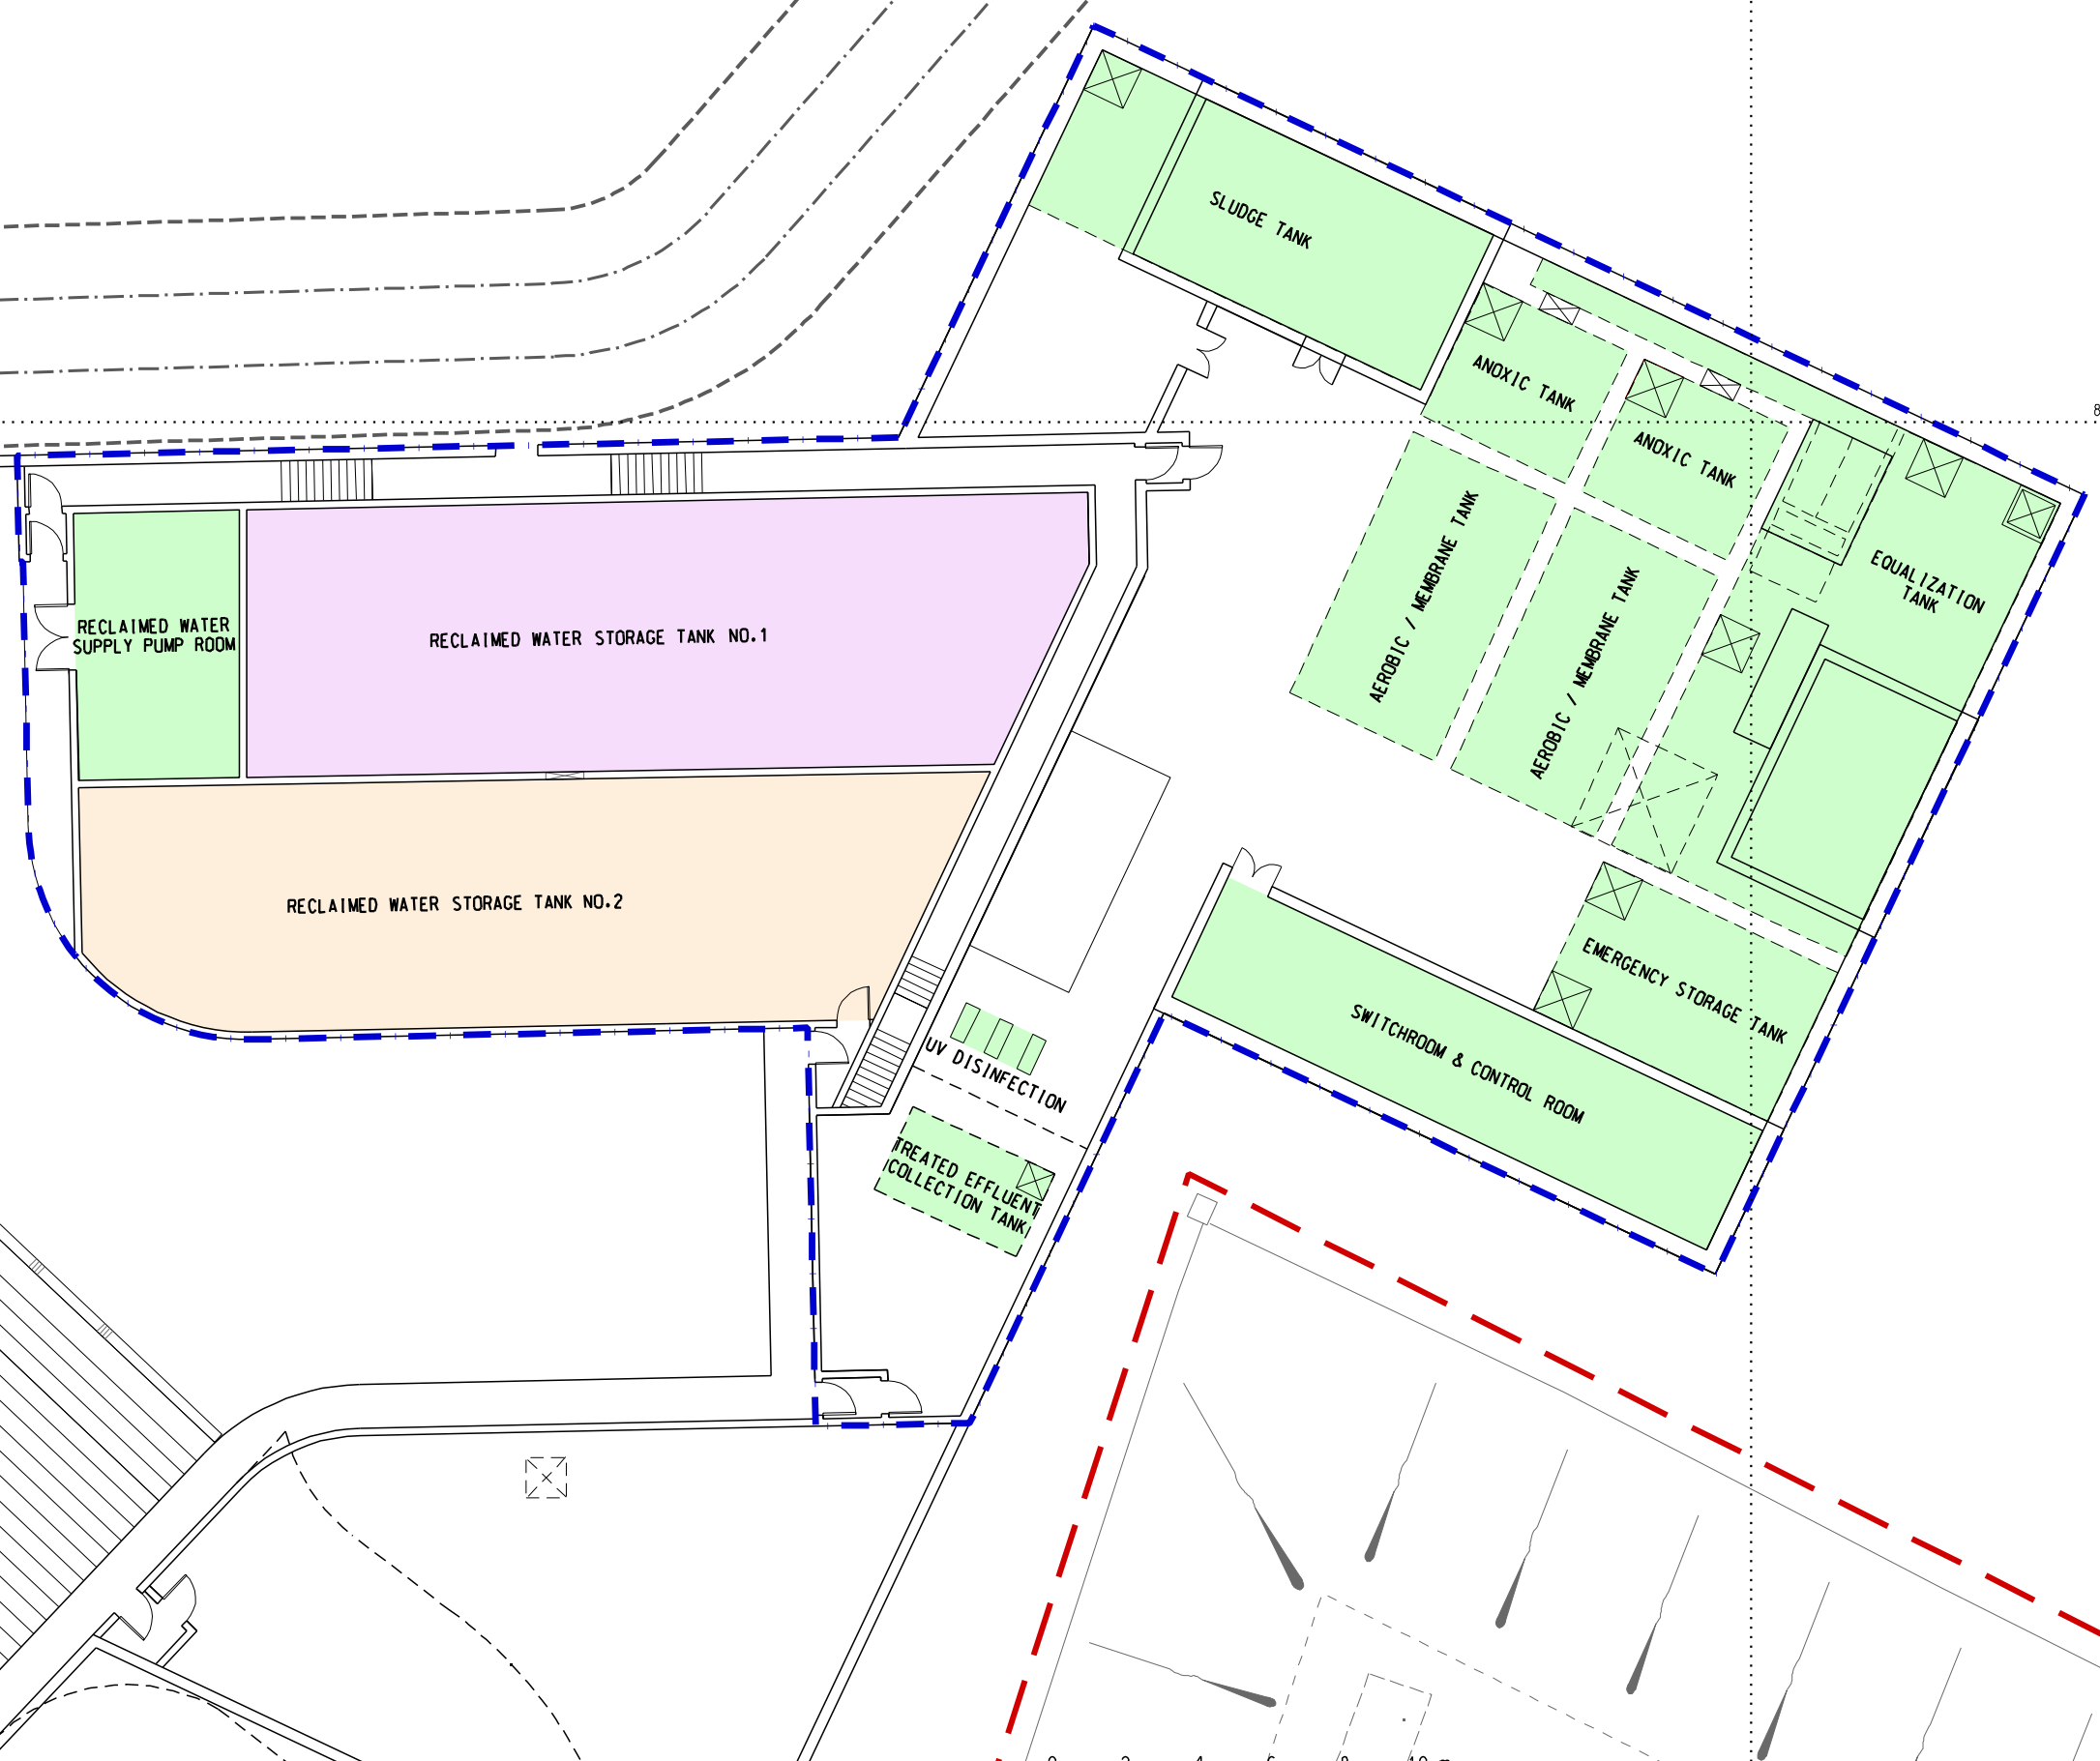 SLUDGE TANK
8
ANOXIC TANK
ANOXIC TANK
AEROBIC / MEMBRANE TANK
AEROBIC / MEMBRANE TANK
EQUALIZATION
TANK
RECLAIMED WATER
SUPPLY PUMP ROOM
RECLAIMED WATER STORAGE TANK NO.1
RECLAIMED WATER STORAGE TANK NO.2
EMERGENCY STORAGE TANK
SWITCHROOM & CONTROL ROOM
UV DISINFECTION
TREATED EFFLUENT
COLLECTION TANK